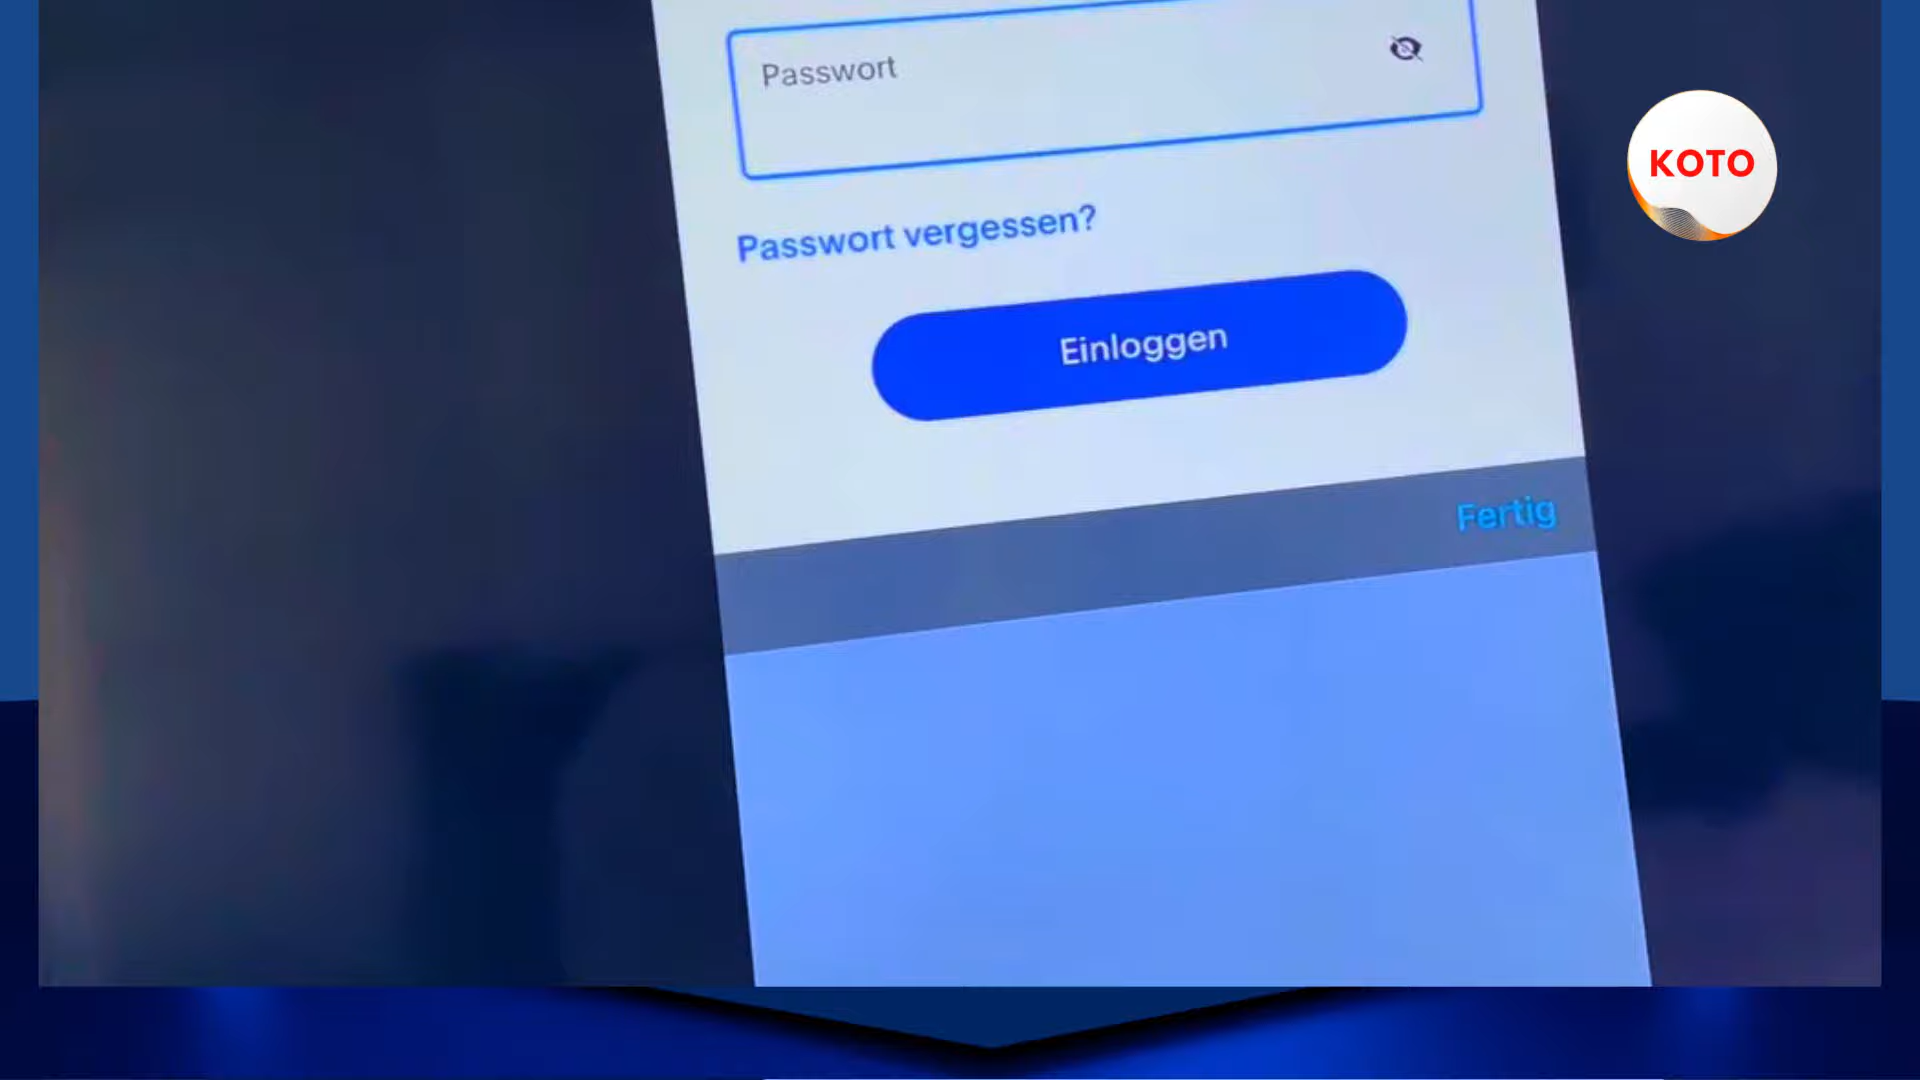 Passwort
KOTO
Passwort vergessen?
Einloggen
Fertig